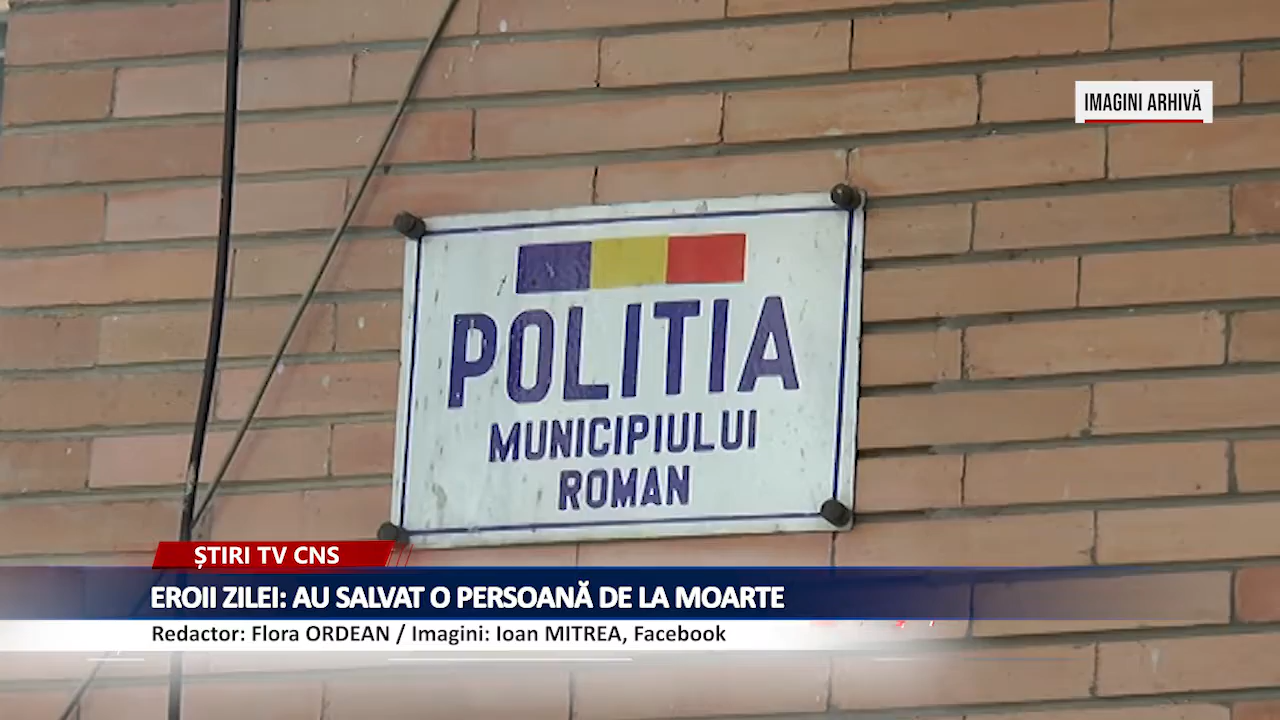 IMAGINI ARHIVĂ
POLITIA
MUNICIPIULUI
ROMAN
ȘTIRI TV CNS
EROII ZILEI: AU SALVAT O PERSOANĂ DE LA MOARTE
Redactor: Flora ORDEAN / Imagini: Ioan MITREA, Facebook